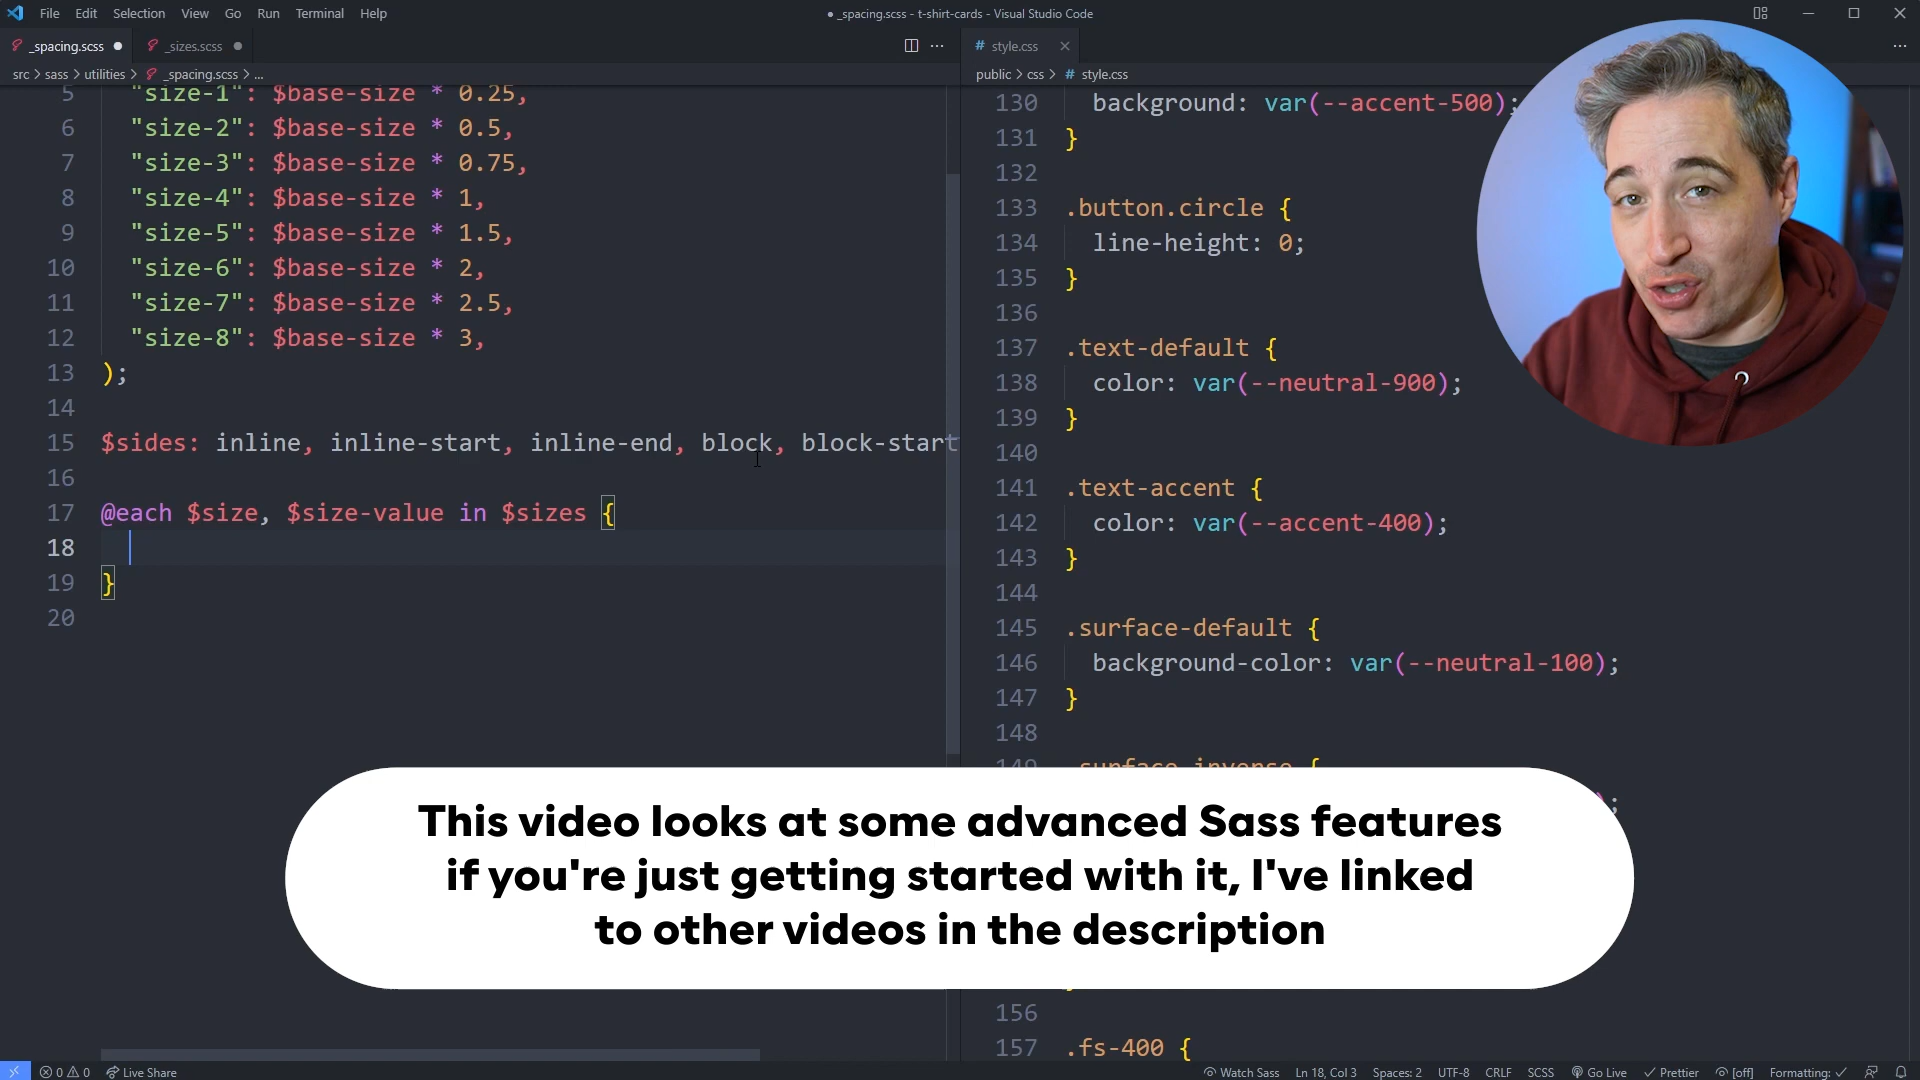 File Edit Selection View Go Run Terminal Help
● _spacing.scss - t-shirt-cards - Visual Studio Code
_spacing.scss ● _sizes.scss ●
src > sass > utilities > _spacing.scss > ...
5 "size-1": $base-size * 0.25,
6 "size-2": $base-size * 0.5,
7 "size-3": $base-size * 0.75,
8 "size-4": $base-size * 1,
9 "size-5": $base-size * 1.5,
10 "size-6": $base-size * 2,
11 "size-7": $base-size * 2.5,
12 "size-8": $base-size * 3,
13 );
14
15 $sides: inline, inline-start, inline-end, block, block-start
16
17 @each $size, $size-value in $sizes {
18
19 }
20
# style.css
public > css > # style.css
130 background: var(--accent-500);
131 }
132
133 .button.circle {
134 line-height: 0;
135 }
136
137 .text-default {
138 color: var(--neutral-900);
139 }
140
141 .text-accent {
142 color: var(--accent-400);
143 }
144
145 .surface-default {
146 background-color: var(--neutral-100);
147 }
148
This video looks at some advanced Sass features
if you're just getting started with it, I've linked
to other videos in the description
156
157 .fs-400 {
0 0 Live Share
Watch Sass Ln 18, Col 3 Spaces: 2 UTF-8 CRLF SCSS Go Live Prettier [off] Formatting: ✓